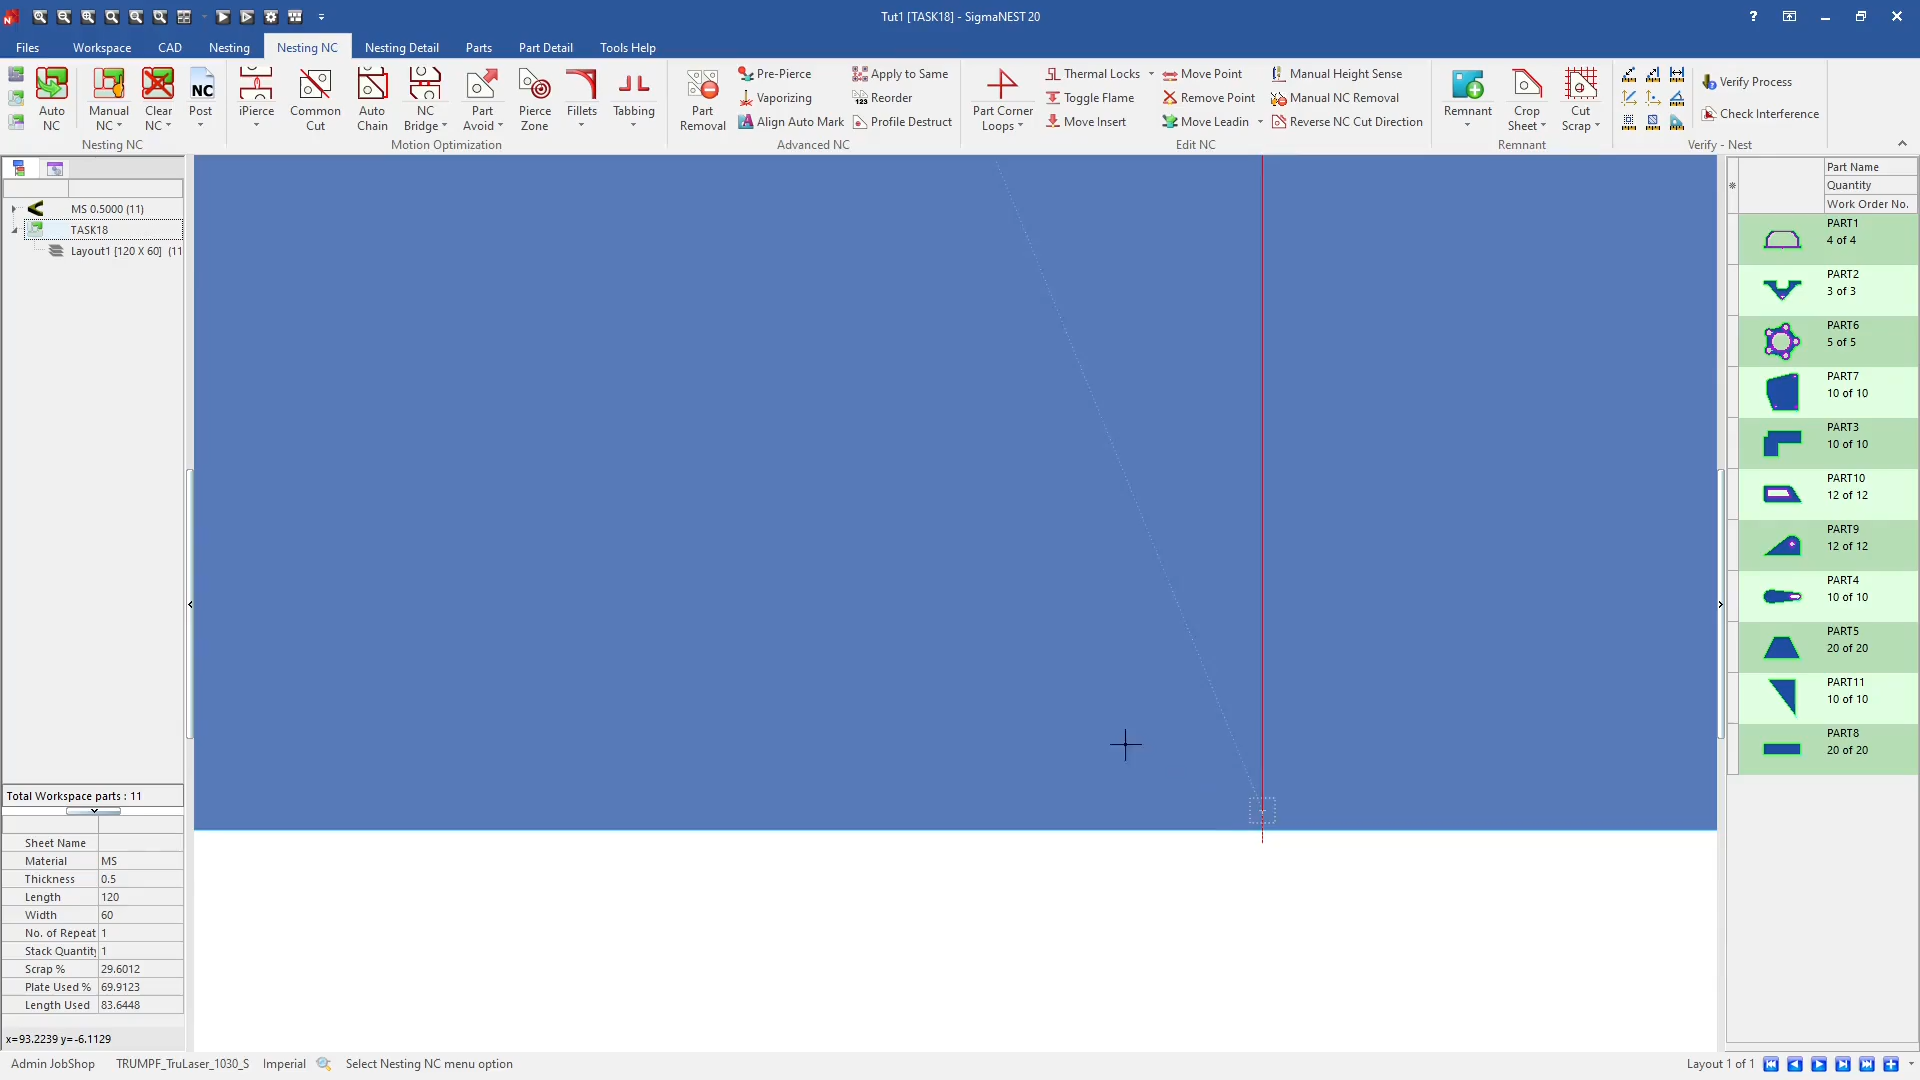 Tut1 [TASK18] - SigmaNEST 20
Files
Workspace
CAD
Nesting
Nesting NC
Nesting Detail
Parts
Part Detail
Tools Help
Auto NC
Manual NC
Clear NC
Post
Nesting NC
iPierce
Common Cut
Auto Chain
NC Bridge
Part Avoid
Pierce Zone
Fillets
Tabbing
Motion Optimization
Part Removal
Pre-Pierce
Vaporizing
Align Auto Mark
Apply to Same
Reorder
Profile Destruct
Advanced NC
Part Corner Loops
Thermal Locks
Toggle Flame
Move Insert
Move Point
Remove Point
Move Leadin
Manual Height Sense
Manual NC Removal
Reverse NC Cut Direction
Edit NC
Remnant
Crop Sheet
Cut Scrap
Remnant
Verify Process
Check Interference
Verify - Nest
MS 0.5000 (11)
TASK18
Layout1 [120 X 60] (11
Total Workspace parts : 11
Sheet Name
Material MS
Thickness 0.5
Length 120
Width 60
No. of Repeat 1
Stack Quantity 1
Scrap % 29.6012
Plate Used % 69.9123
Length Used 83.6448
x=93.2239 y=-6.1129
Part Name
Quantity
Work Order No.
PART1
4 of 4
PART2
3 of 3
PART6
5 of 5
PART7
10 of 10
PART3
10 of 10
PART10
12 of 12
PART9
12 of 12
PART4
10 of 10
PART5
20 of 20
PART11
10 of 10
PART8
20 of 20
Admin JobShop
TRUMPF_TruLaser_1030_S
Imperial
Select Nesting NC menu option
Layout 1 of 1